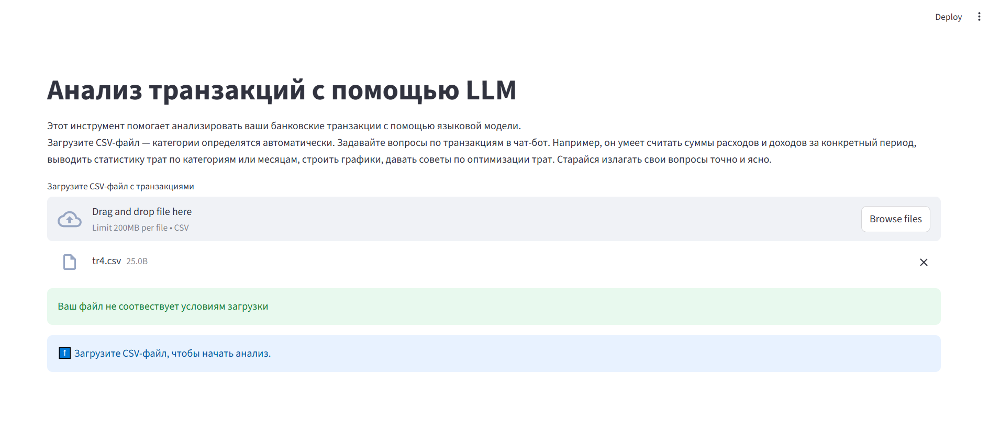 Deploy
Анализ транзакций с помощью LLM
Этот инструмент помогает анализировать ваши банковские транзакции с помощью языковой модели.
Загрузите CSV-файл — категории определятся автоматически. Задавайте вопросы по транзакциям в чат-бот. Например, он умеет считать суммы расходов и доходов за конкретный период,
выводить статистику трат по категориям или месяцам, строить графики, давать советы по оптимизации трат. Старайся излагать свои вопросы точно и ясно.
Загрузите CSV-файл с транзакциями
Drag and drop file here
Limit 200MB per file • CSV
Browse files
tr4.csv 25.0B
Ваш файл не соотвествует условиям загрузки
⬆️ Загрузите CSV-файл, чтобы начать анализ.